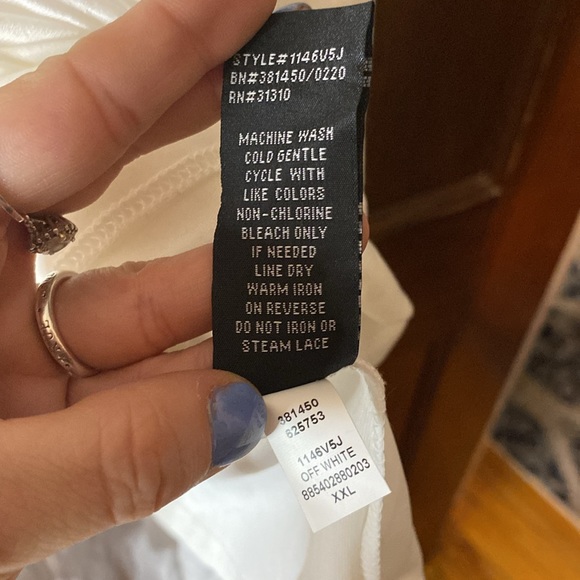 STYLE#1146V5J
BN#381450/0220
RN#31310
MACHINE WASH
COLD GENTLE
CYCLE WITH
LIKE COLORS
NON-CHLORINE
BLEACH ONLY
IF NEEDED
LINE DRY
WARM IRON
ON REVERSE
DO NOT IRON OR
STEAM LACE
381450
825753
1146V5J
OFF WHITE
885402880203
XXL